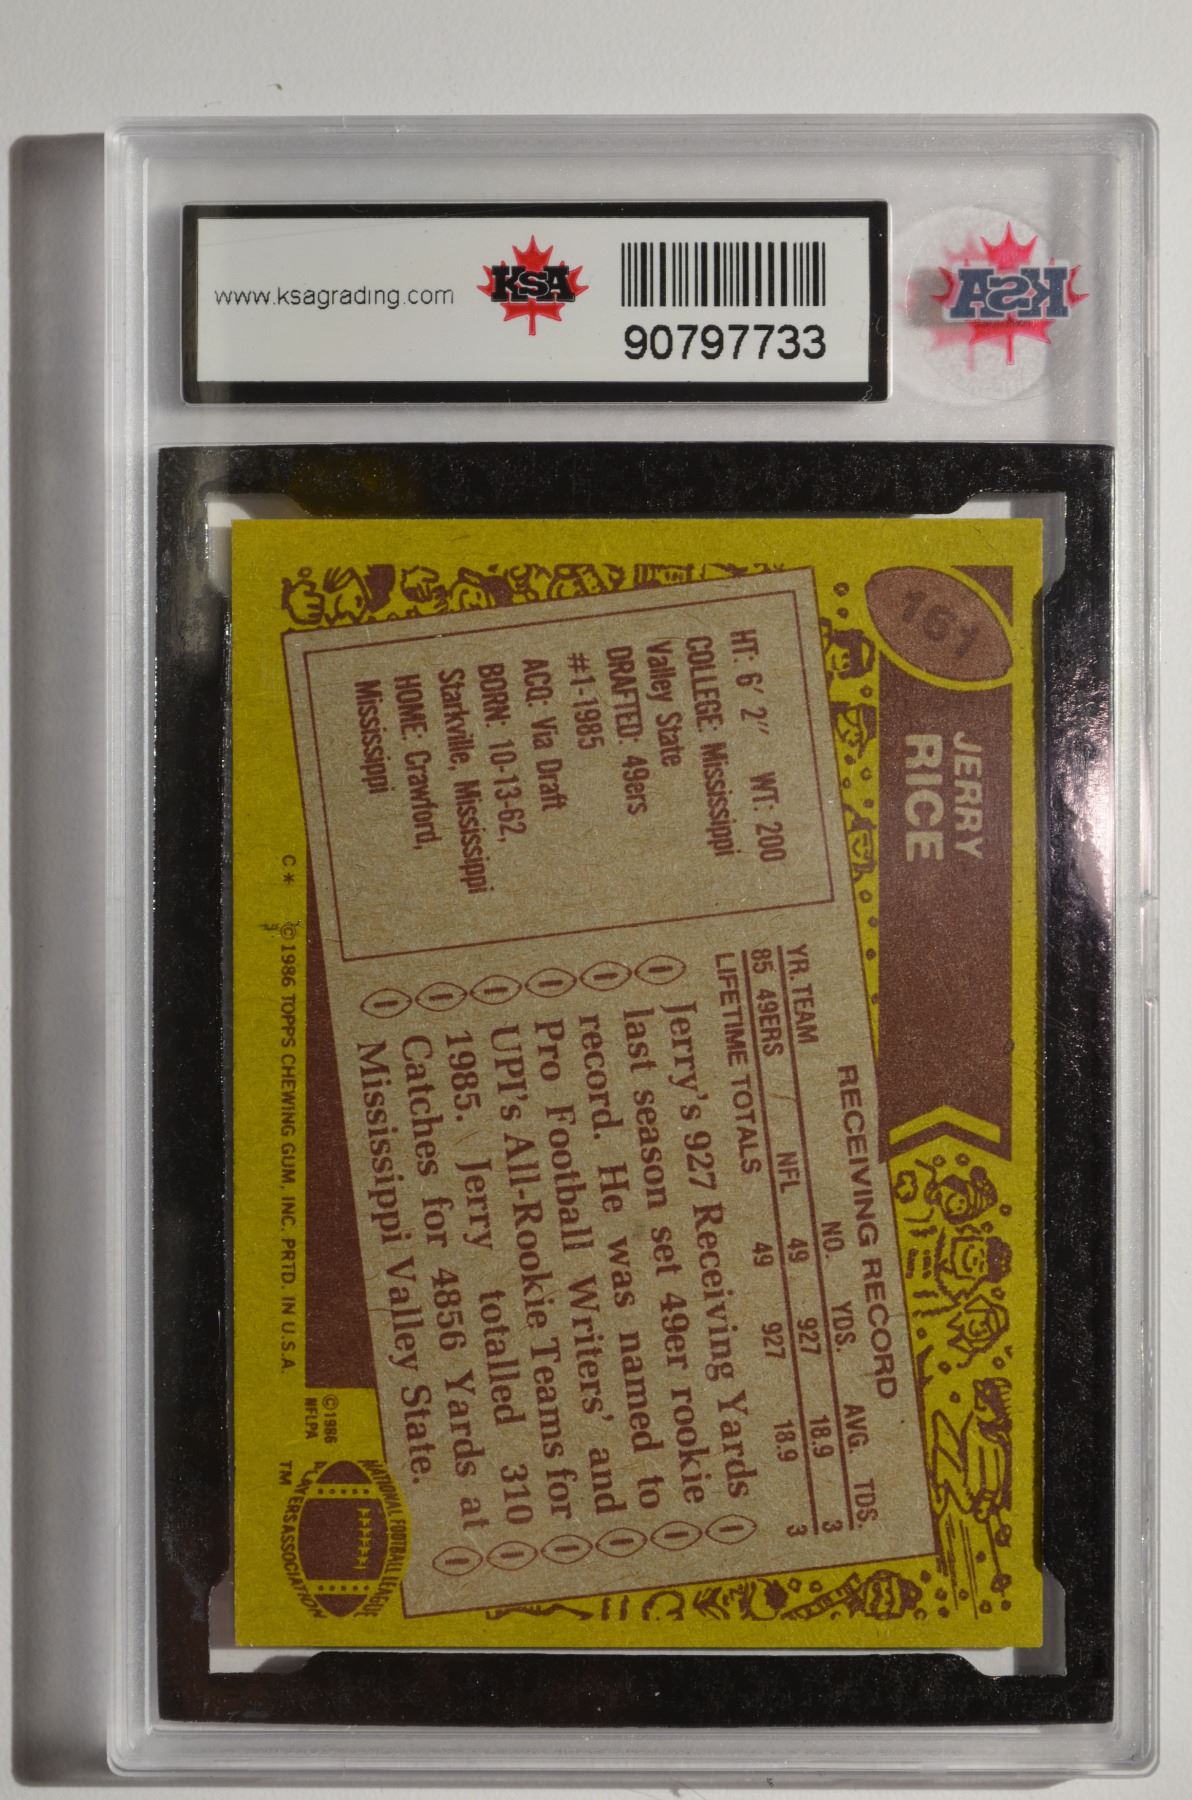 www.ksagrading.com
KSA
90797733
KSA
161
JERRY
RICE
HT: 6' 2" WT: 200
COLLEGE: Mississippi
Valley State
DRAFTED: 49ers
#1-1985
ACQ: Via Draft
BORN: 10-13-62,
Starkville, Mississippi
HOME: Crawford,
Mississippi
RECEIVING RECORD
YR. TEAM NFL NO. YDS. AVG. TDS.
85 49ERS 49 927 18.9 3
LIFETIME TOTALS 49 927 18.9 3
Jerry's 927 Receiving Yards
last season set 49er rookie
record. He was named to
Pro Football Writers' and
UPI's All-Rookie Teams for
1985. Jerry totalled 310
Catches for 4856 Yards at
Mississippi Valley State.
C* © 1986 TOPPS CHEWING GUM, INC. PRTD. IN U.S.A.
©1986
NFLPA
NATIONAL FOOTBALL LEAGUE
PLAYERS ASSOCIATION
TM